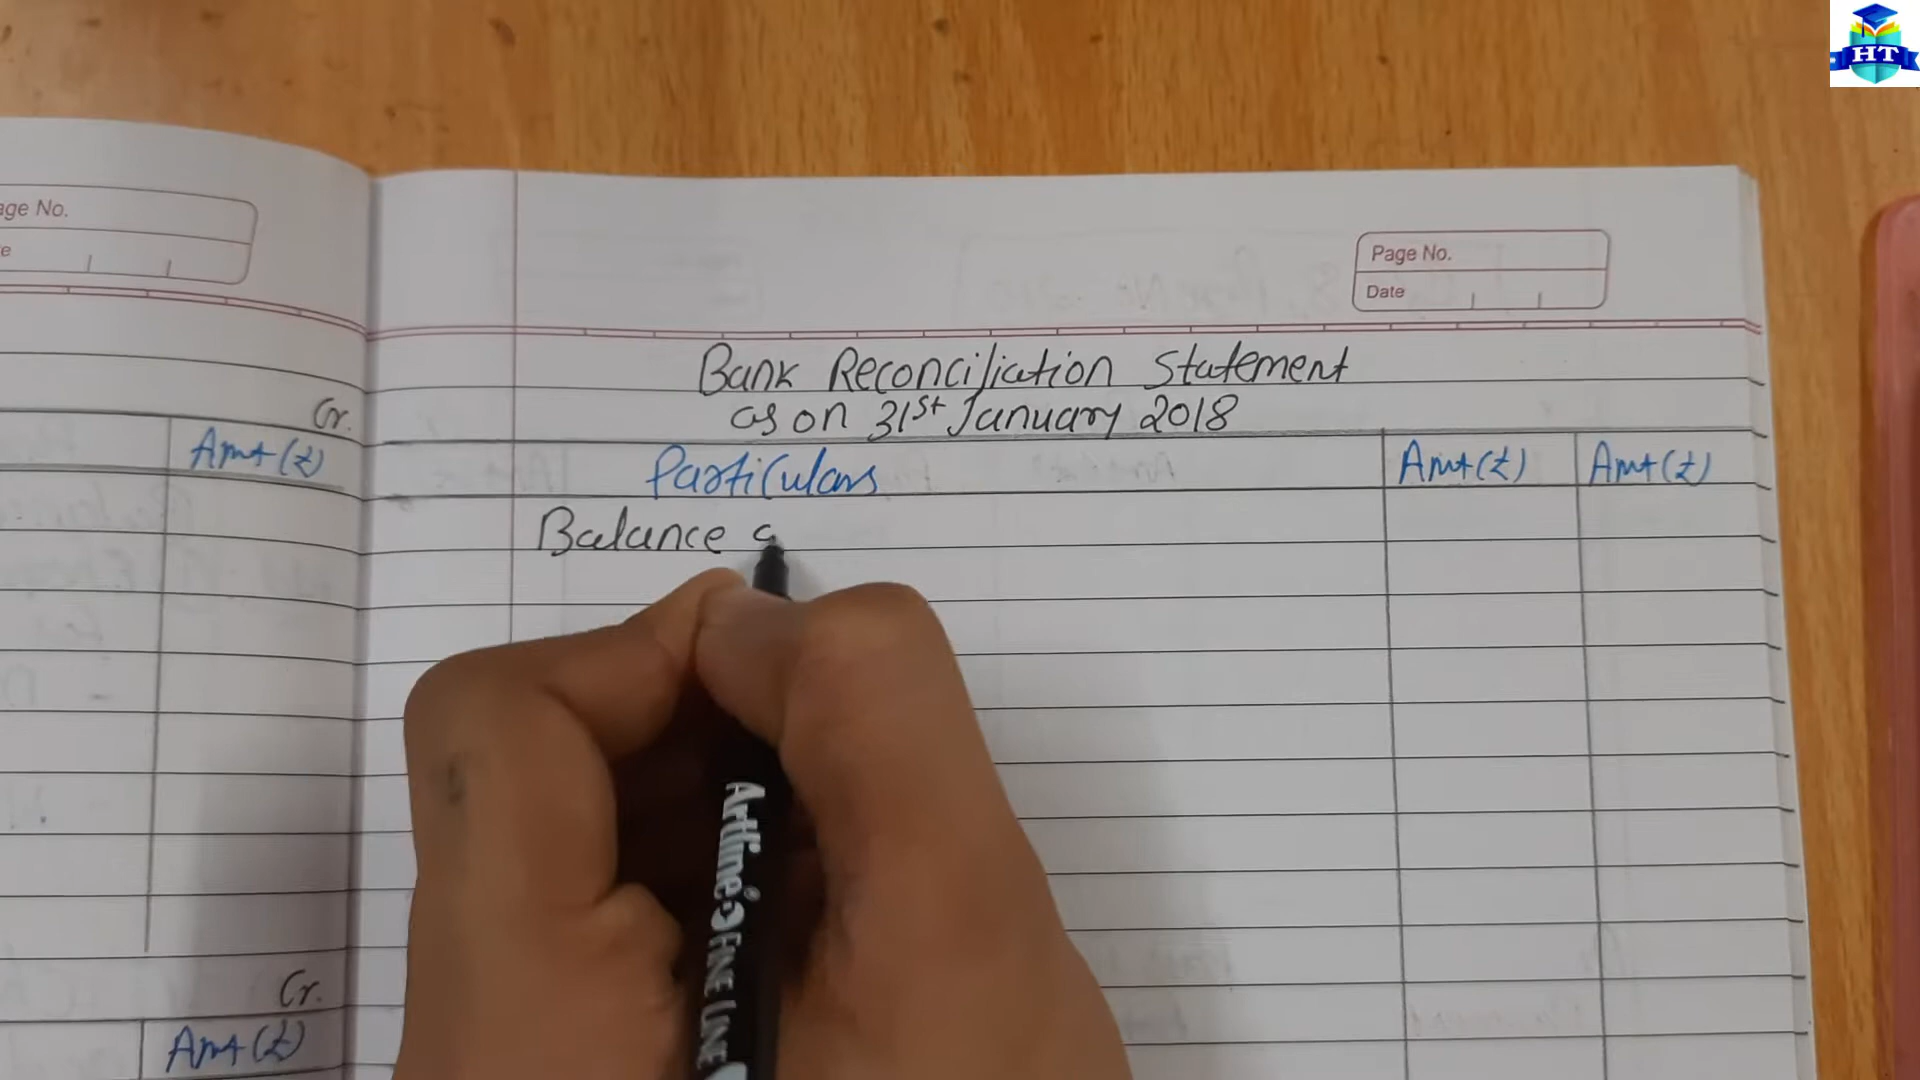 HT
age No.
e
Cr.
Amt (₹)
Cr.
Amt (₹)
Page No.
Date
Bank Reconciliation Statement
as on 31st January 2018
Particulars Amt (₹) Amt (₹)
Balance a
Artline FINE LINE